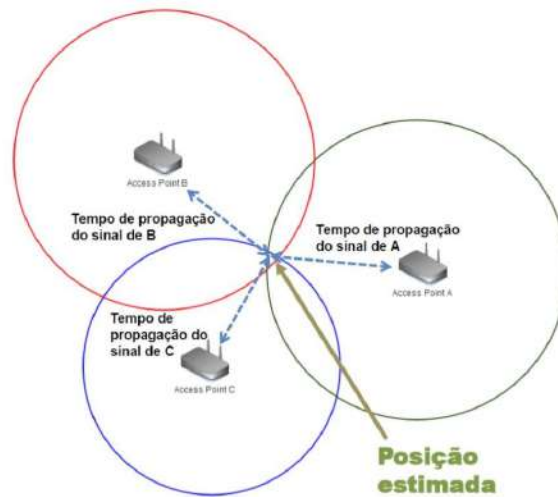 Access Point B
Tempo de propagação
do sinal de B
Tempo de propagação
do sinal de A
Access Point A
Tempo de
propagação do
sinal de C
Access Point C
Posição
estimada